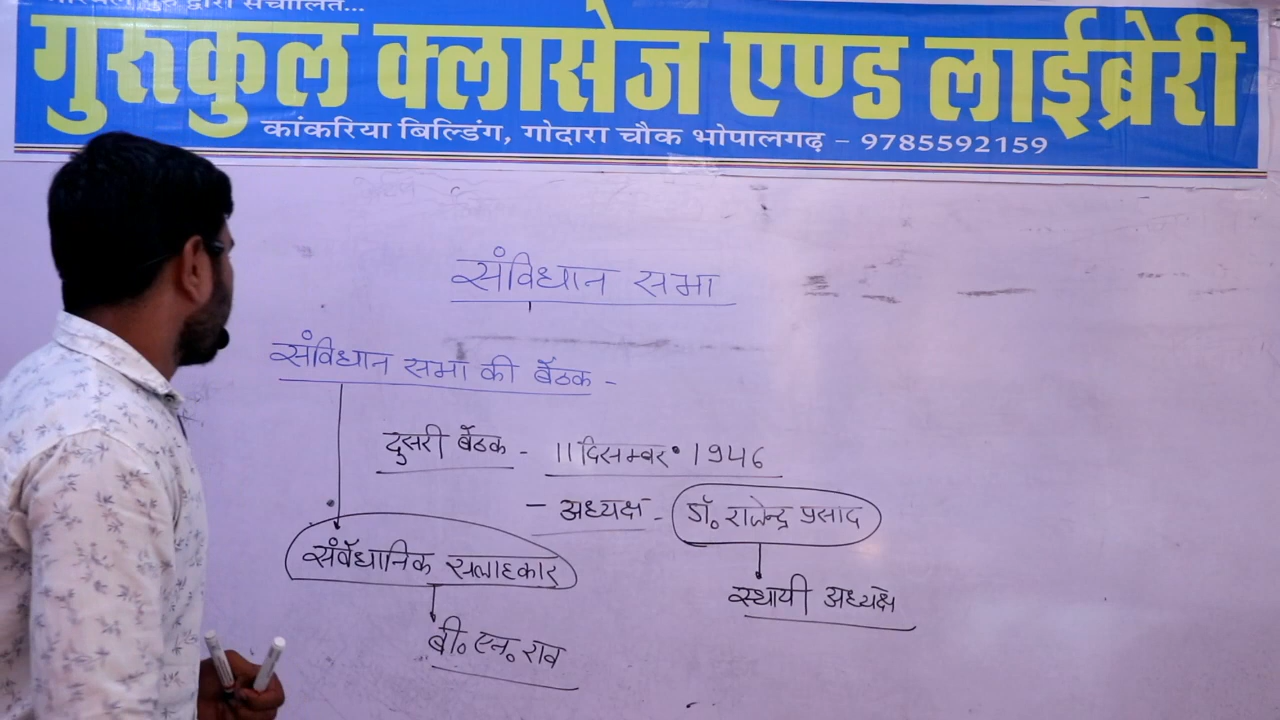 द्वारा संचालित...
गुरुकुल क्लासेज एण्ड लाईब्रेरी
कांकरिया बिल्डिंग, गोदारा चौक भोपालगढ़ – 9785592159
संविधान सभा
संविधान सभा की बैठक -
दुसरी बैठक - 11 दिसम्बर 1946
- अध्यक्ष - डॉ. राजेन्द्र प्रसाद
संवैधानिक सलाहकार
स्थायी अध्यक्ष
बी. एन. राव